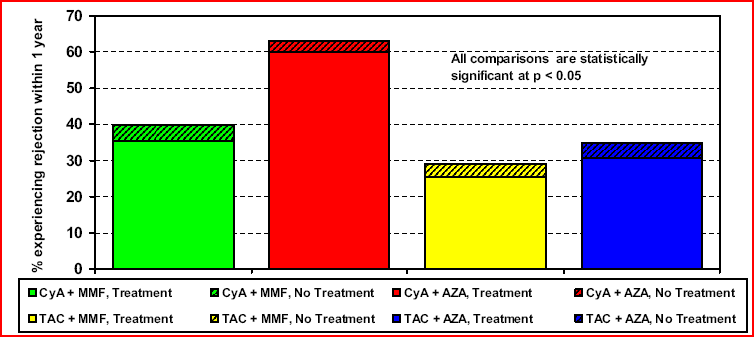 % experiencing rejection within 1 year
70
60
50
40
30
20
10
0
All comparisons are statistically
significant at p < 0.05
CyA + MMF, Treatment
CyA + MMF, No Treatment
CyA + AZA, Treatment
CyA + AZA, No Treatment
TAC + MMF, Treatment
TAC + MMF, No Treatment
TAC + AZA, Treatment
TAC + AZA, No Treatment